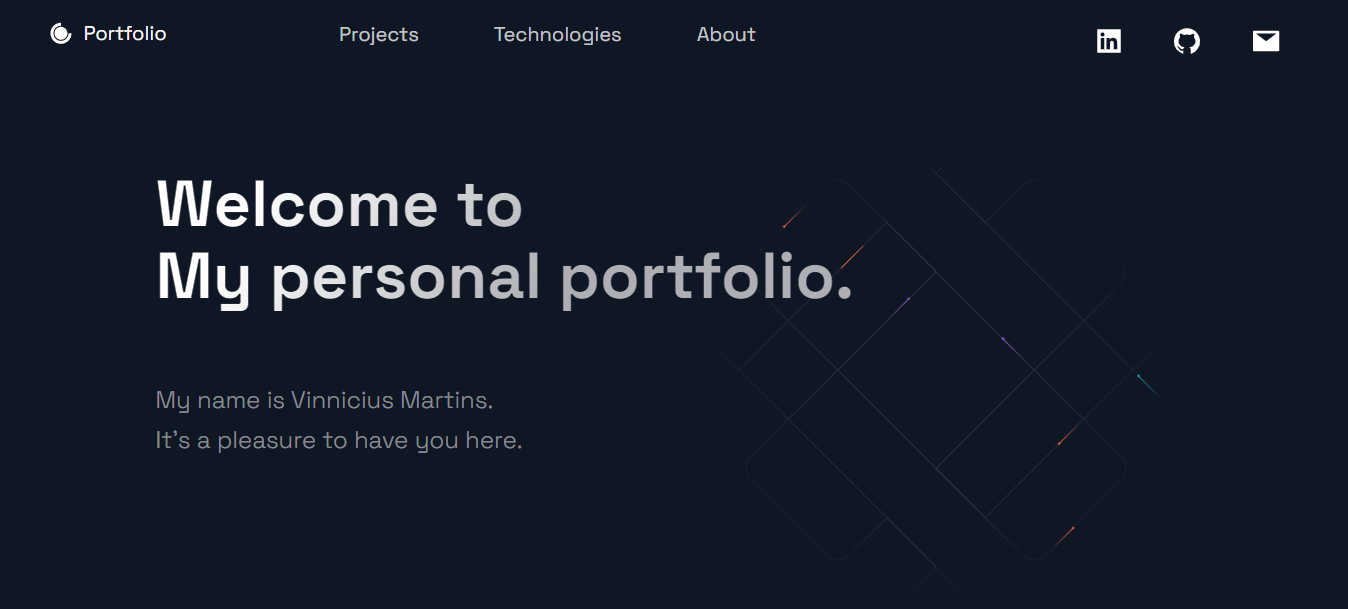 Portfolio
Projects
Technologies
About
Welcome to
My personal portfolio.
My name is Vinnicius Martins.
It's a pleasure to have you here.